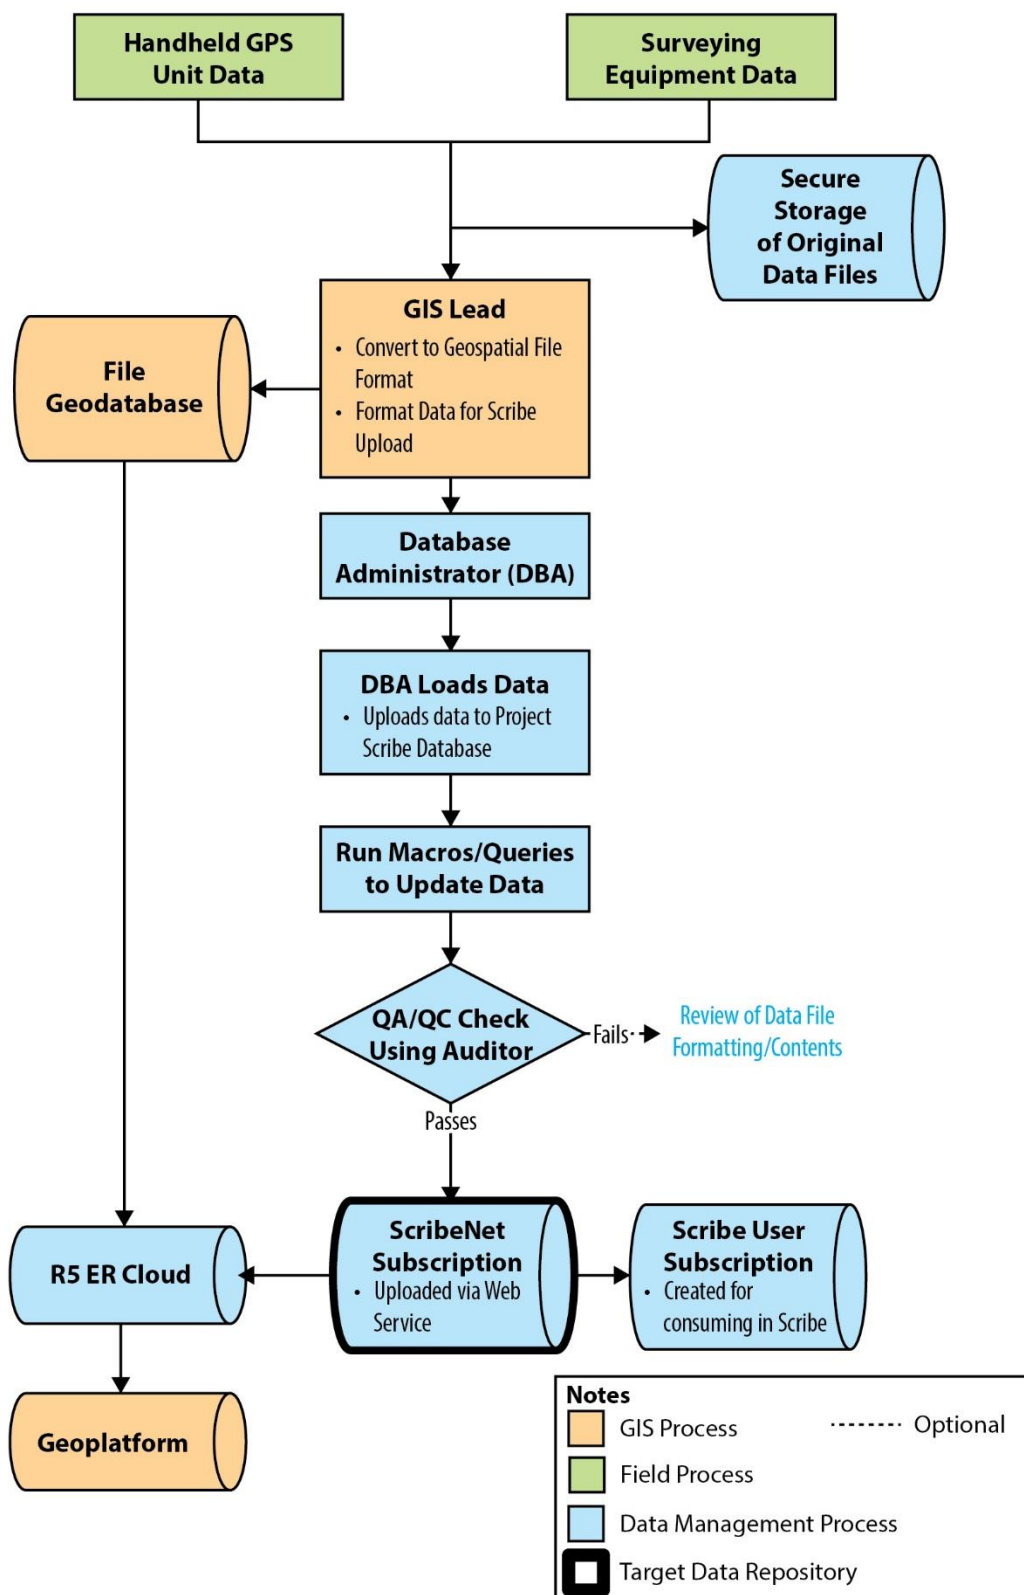 Handheld GPS
Unit Data
Surveying
Equipment Data
Secure
Storage
of Original
Data Files
GIS Lead
• Convert to Geospatial File
Format
• Format Data for Scribe
Upload
File
Geodatabase
Database
Administrator (DBA)
DBA Loads Data
• Uploads data to Project
Scribe Database
Run Macros/Queries
to Update Data
QA/QC Check
Using Auditor
Fails
Review of Data File
Formatting/Contents
Passes
R5 ER Cloud
ScribeNet
Subscription
• Uploaded via Web
Service
Scribe User
Subscription
• Created for
consuming in Scribe
Geoplatform
Notes
GIS Process
Optional
Field Process
Data Management Process
Target Data Repository